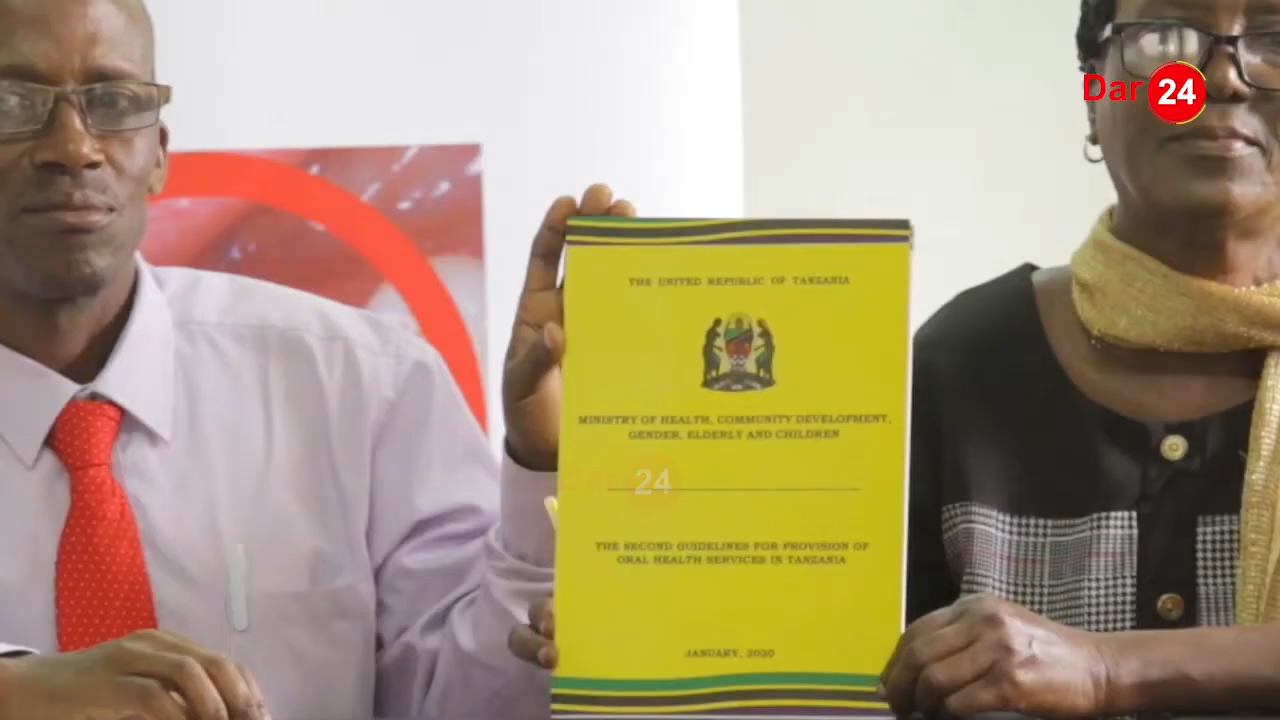 Dar 24
THE UNITED REPUBLIC OF TANZANIA
MINISTRY OF HEALTH, COMMUNITY DEVELOPMENT,
GENDER, ELDERLY AND CHILDREN
Dar 24
THE SECOND GUIDELINES FOR PROVISION OF
ORAL HEALTH SERVICES IN TANZANIA
JANUARY, 2020